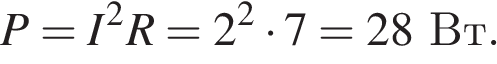 P = I²R = 2² · 7 = 28 Вт.